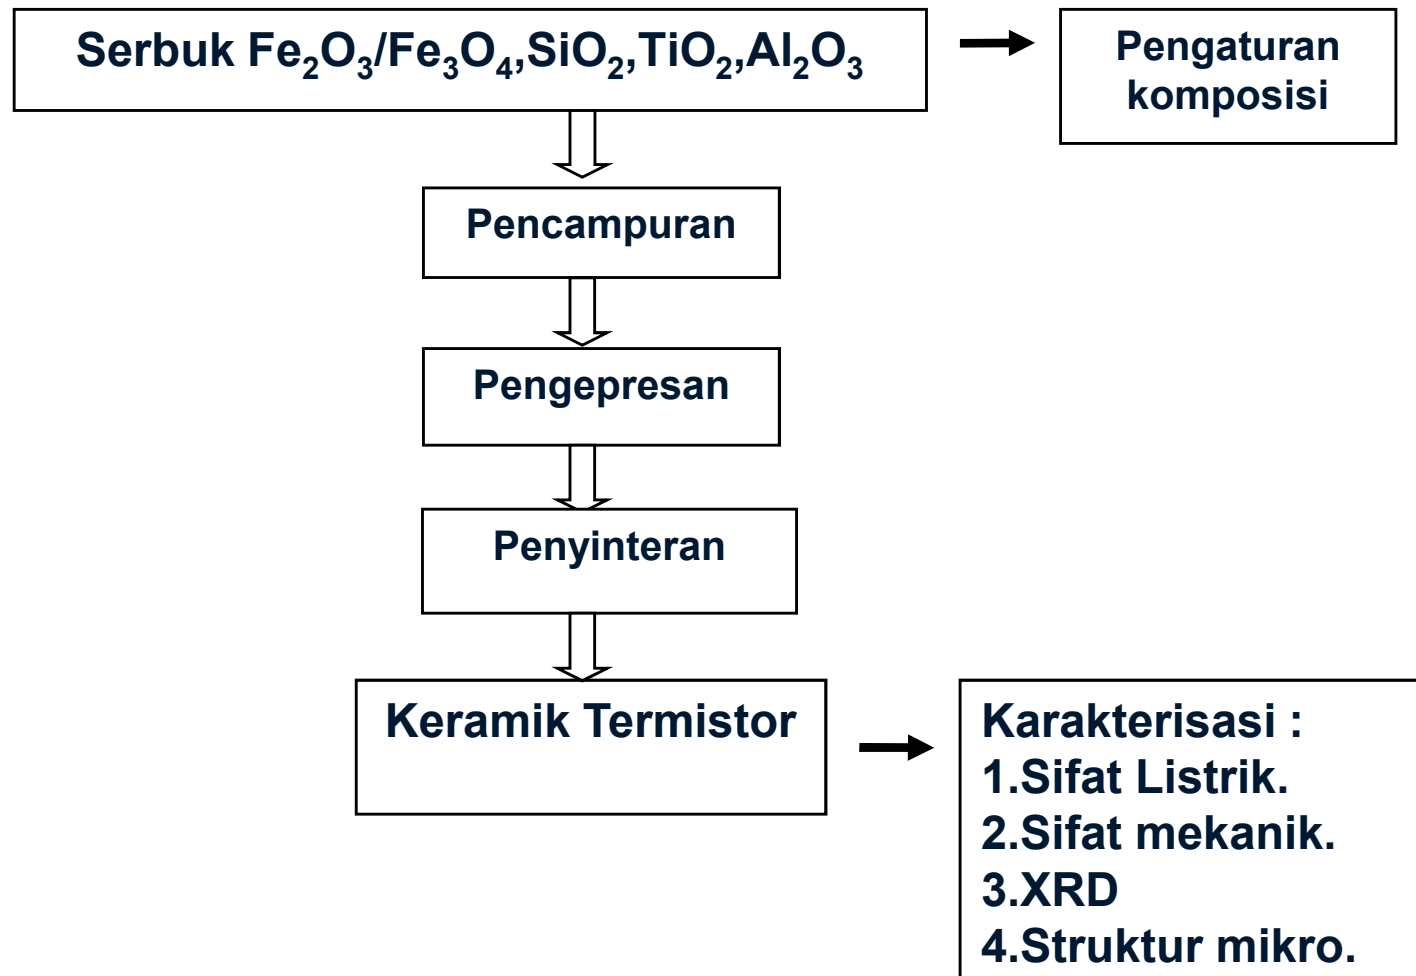 Serbuk Fe₂O₃/Fe₃O₄,SiO₂,TiO₂,Al₂O₃
Pengaturan
komposisi
Pencampuran
Pengepresan
Penyinteran
Keramik Termistor
Karakterisasi :
1.Sifat Listrik.
2.Sifat mekanik.
3.XRD
4.Struktur mikro.